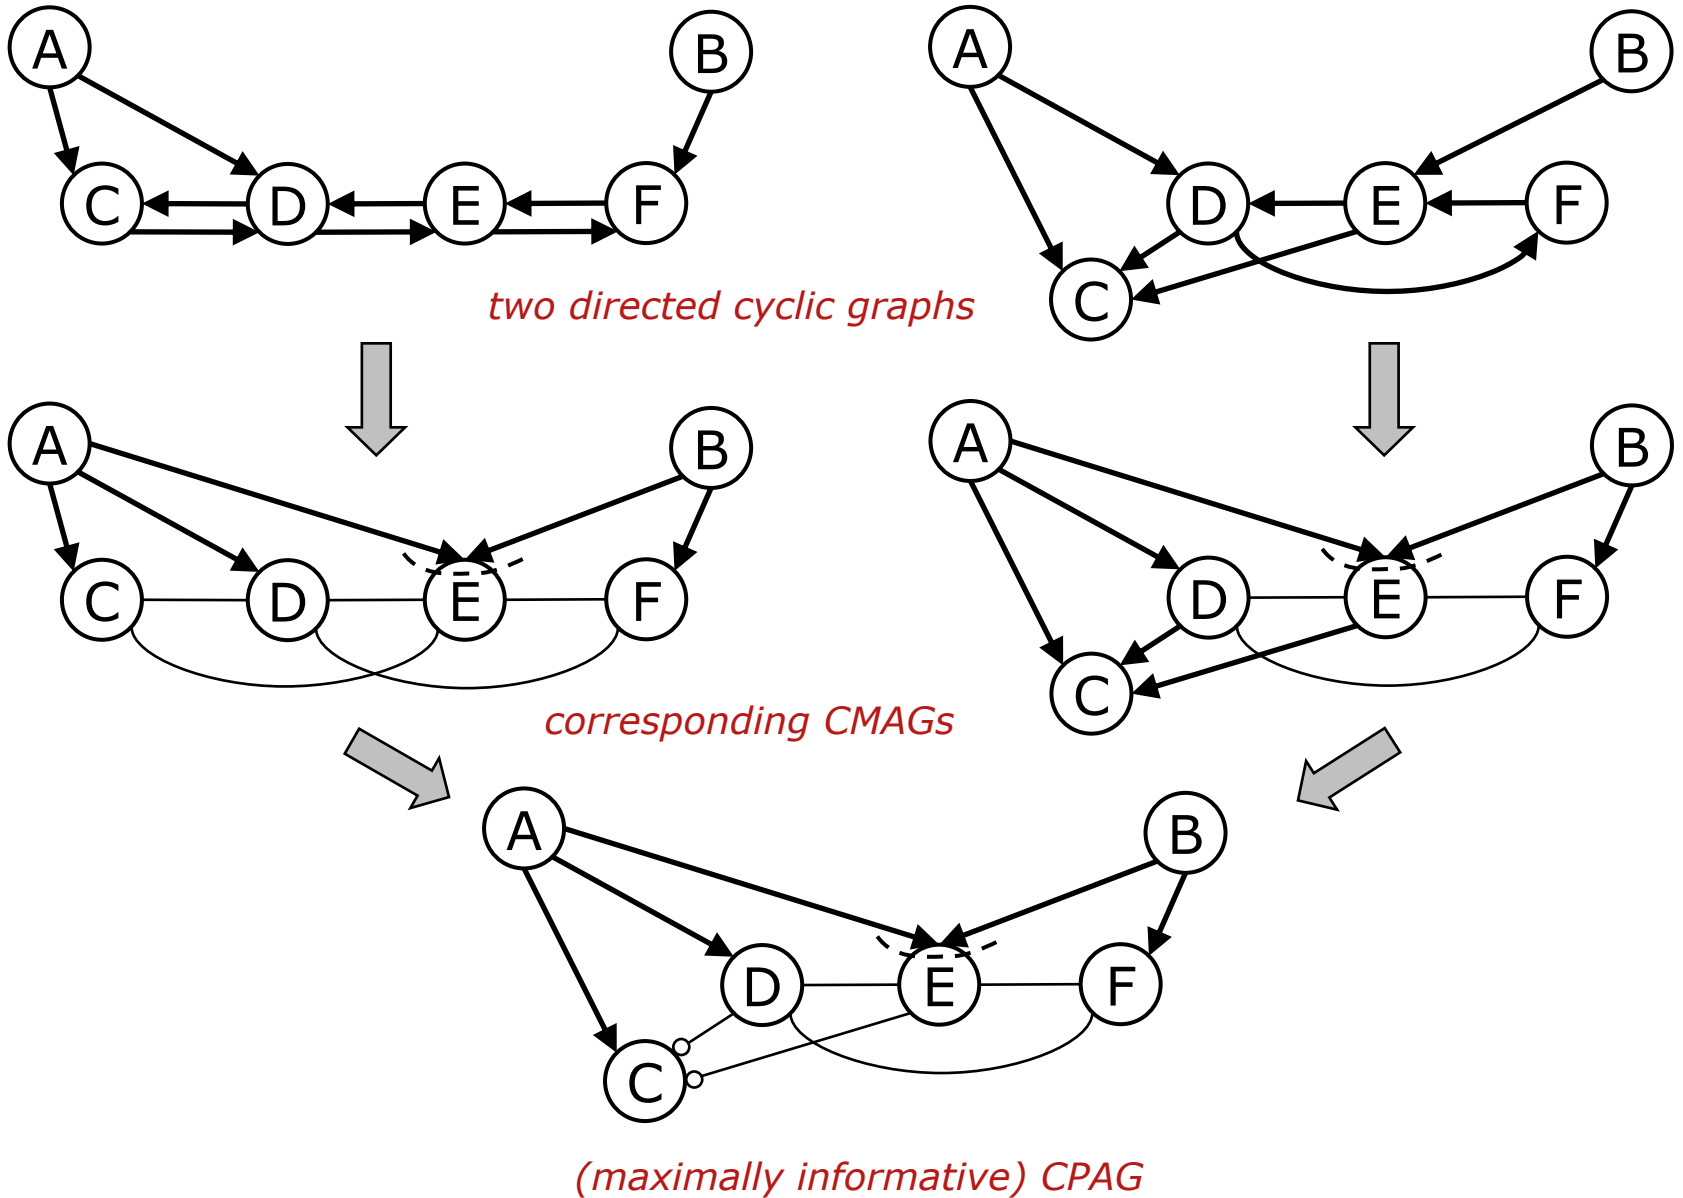 A B A B
C D E F D E F
C
two directed cyclic graphs
A B A B
C D E F D E F
C
corresponding CMAGs
A B
D E F
C
(maximally informative) CPAG